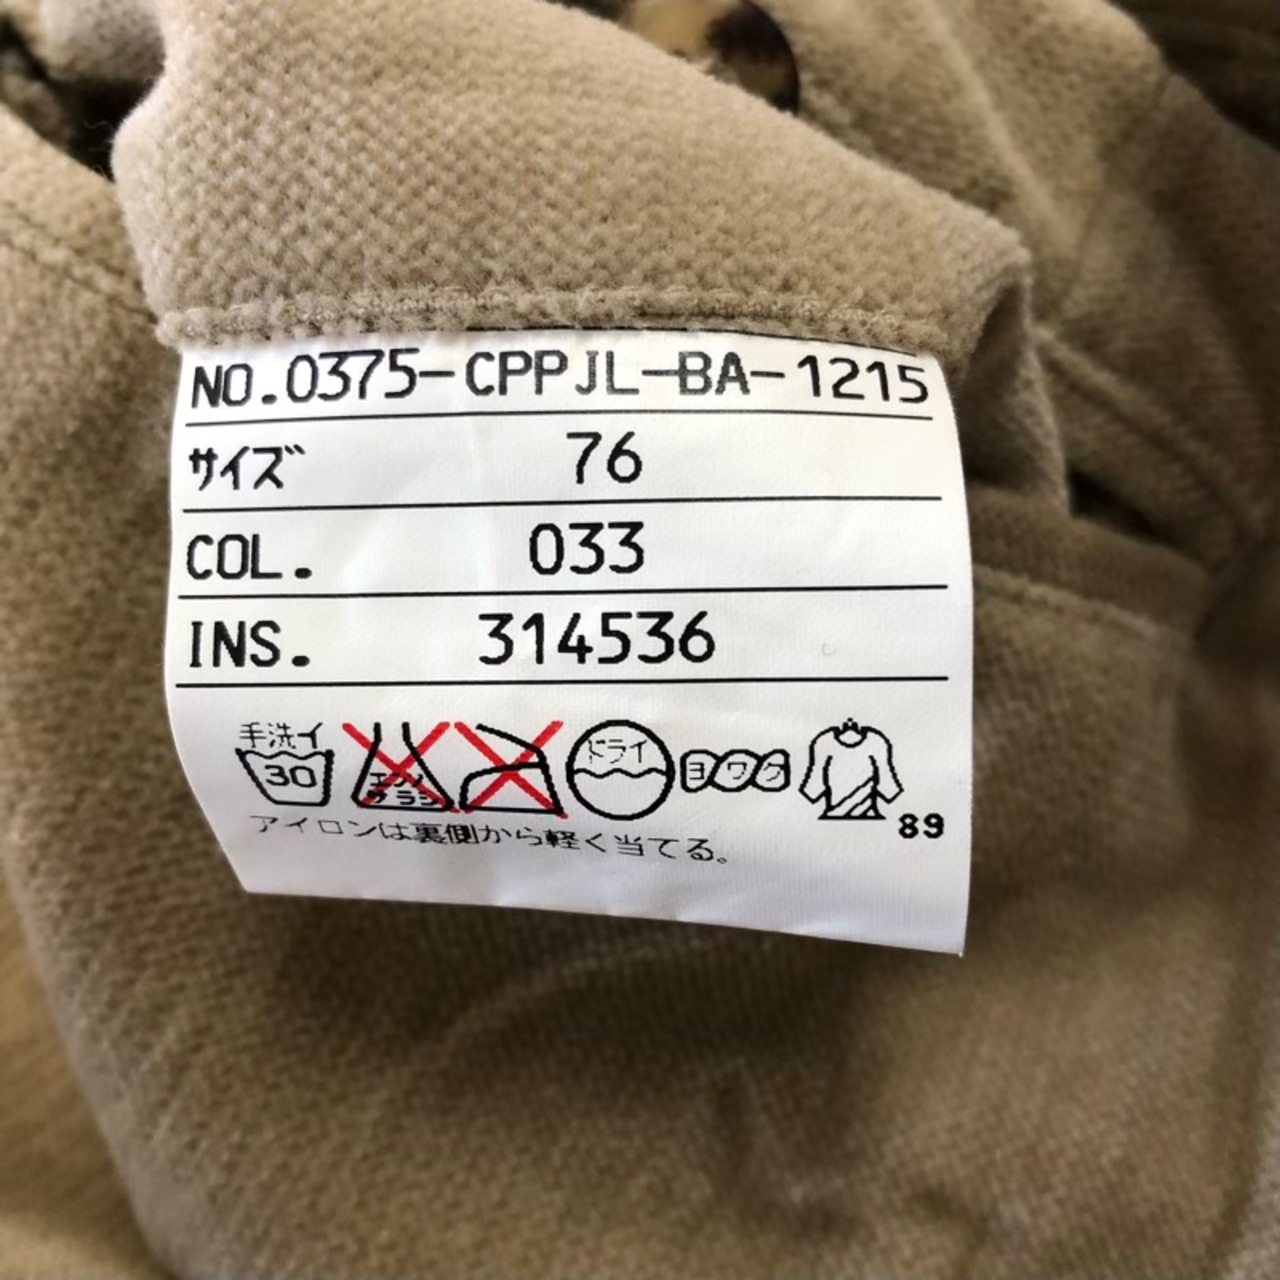 NO.0375-CPPJL-BA-1215
サイズ 76
COL. 033
INS. 314536
手洗イ
30 エンソ サラシ ドライ ヨワク
89
アイロンは裏側から軽く当てる。